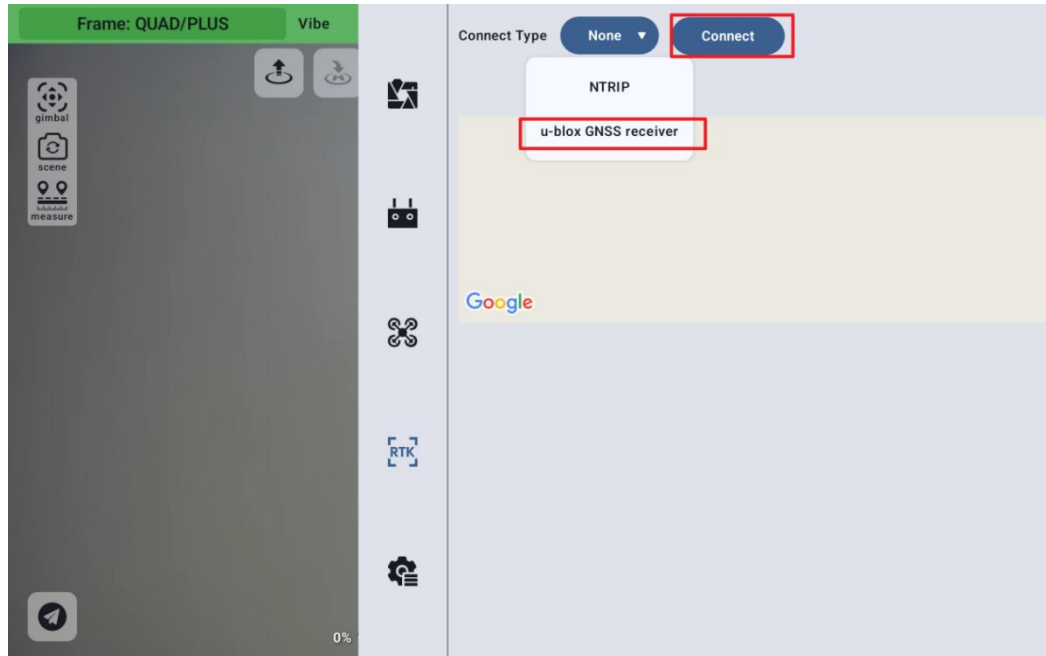 Frame: QUAD/PLUS Vibe
gimbal
scene
measure
0%
RTK
Connect Type None Connect
NTRIP
u-blox GNSS receiver
Google